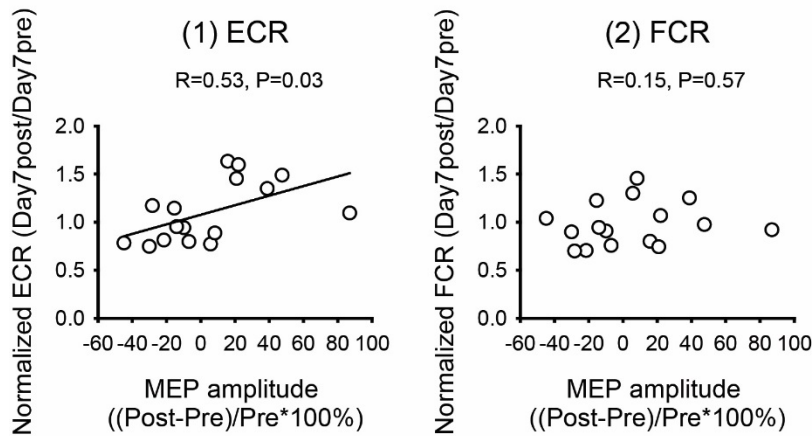 (1) ECR
R=0.53, P=0.03
Normalized ECR (Day7post/Day7pre)
2.0
1.5
1.0
0.5
0.0
-60 -40 -20 0 20 40 60 80 100
MEP amplitude
((Post-Pre)/Pre*100%)
(2) FCR
R=0.15, P=0.57
Normalized FCR (Day7post/Day7pre)
2.0
1.5
1.0
0.5
0.0
-60 -40 -20 0 20 40 60 80 100
MEP amplitude
((Post-Pre)/Pre*100%)